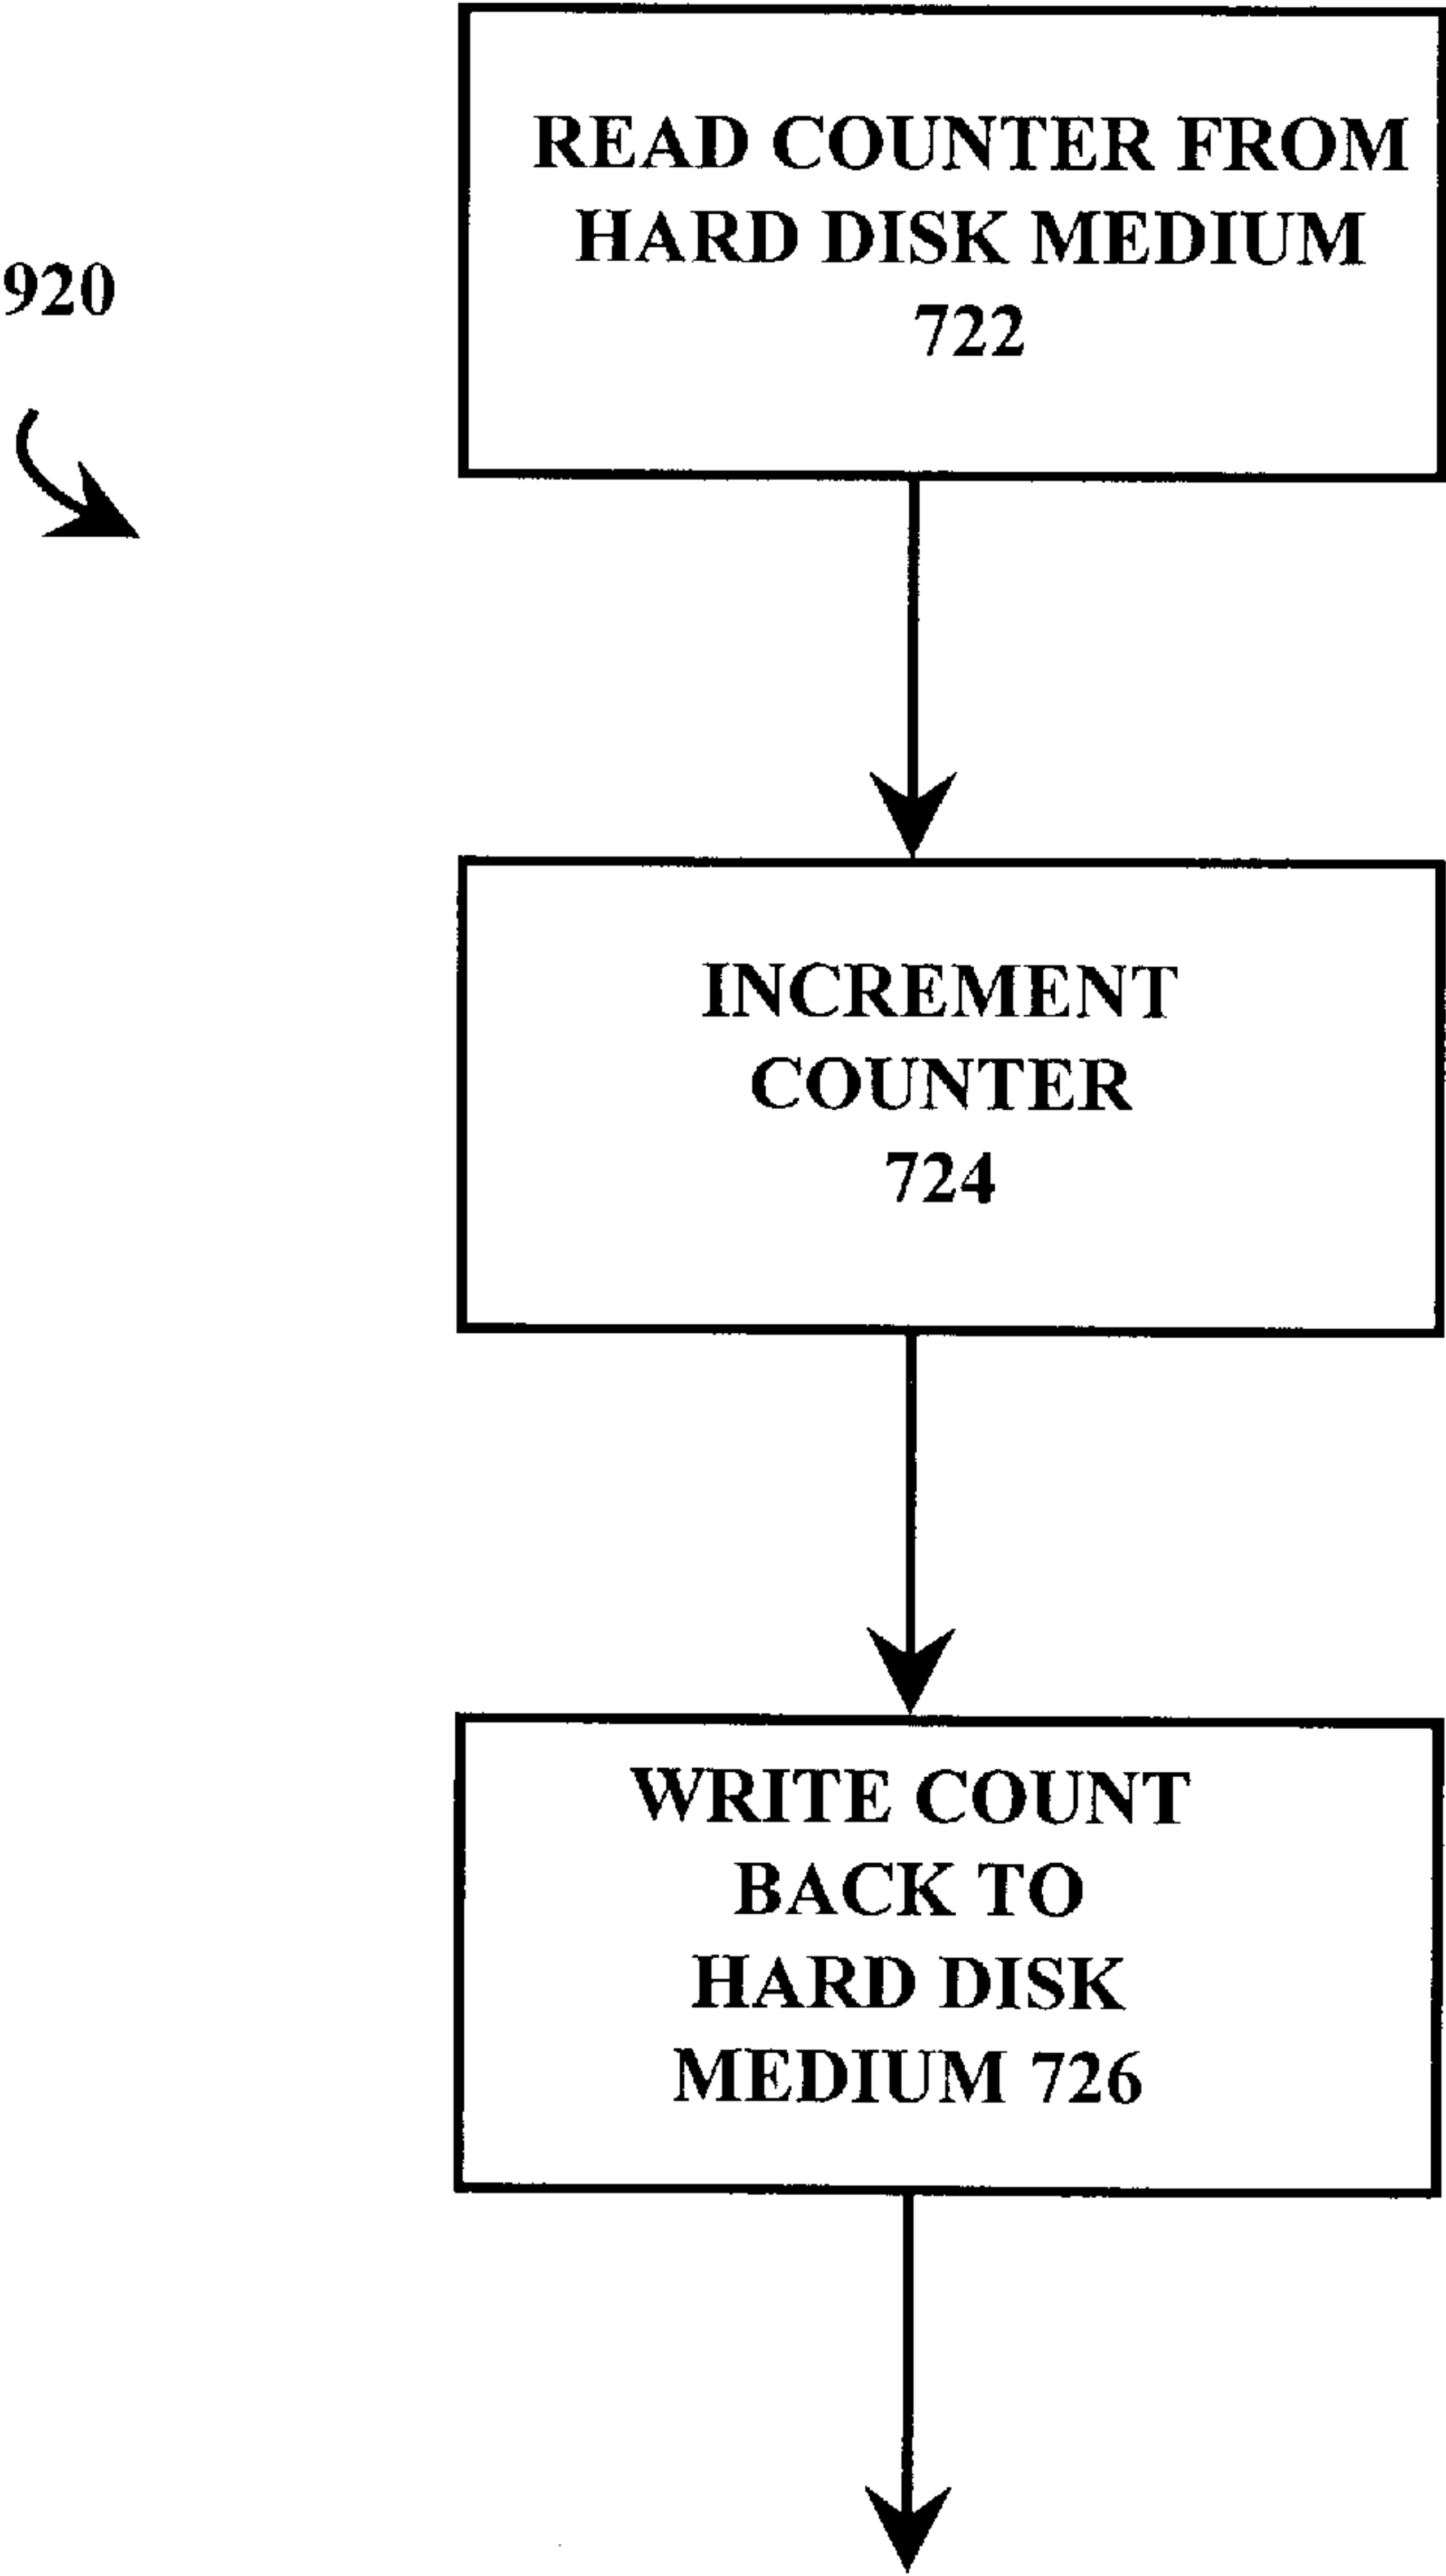 920
READ COUNTER FROM
HARD DISK MEDIUM
722
INCREMENT
COUNTER
724
WRITE COUNT
BACK TO
HARD DISK
MEDIUM 726